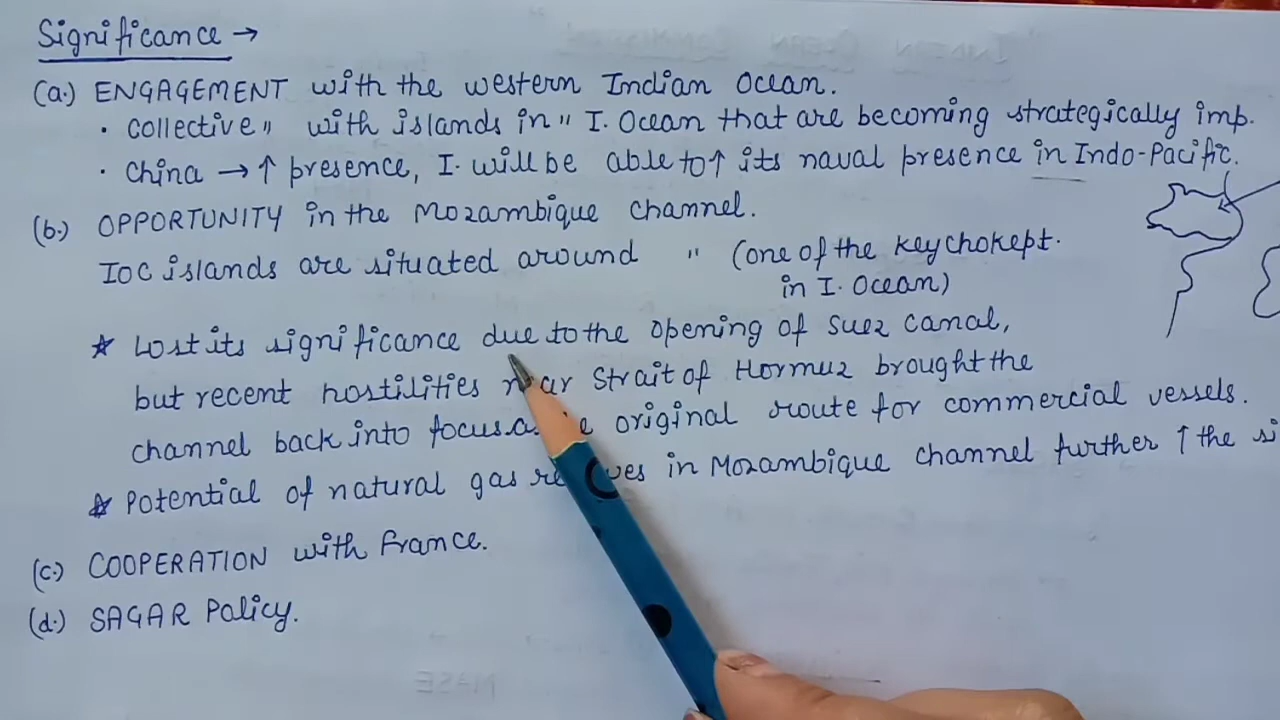 Significance →
(a.) ENGAGEMENT with the western Indian Ocean.
• Collective " with islands in " I. Ocean that are becoming strategically imp.
• China → ↑ presence, I. will be able to ↑ its naval presence in Indo-Pacific.
(b.) OPPORTUNITY in the Mozambique Channel.
IOC islands are situated around " (one of the key chokept.
in I. Ocean)
★ Lost its significance due to the opening of Suez Canal,
but recent hostilities near Strait of Hormuz brought the
channel back into focus original route for commercial vessels.
★ Potential of natural gas in Mozambique Channel further ↑ the
(c.) COOPERATION with France.
(d.) SAGAR Policy.